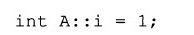 int A::i = 1;